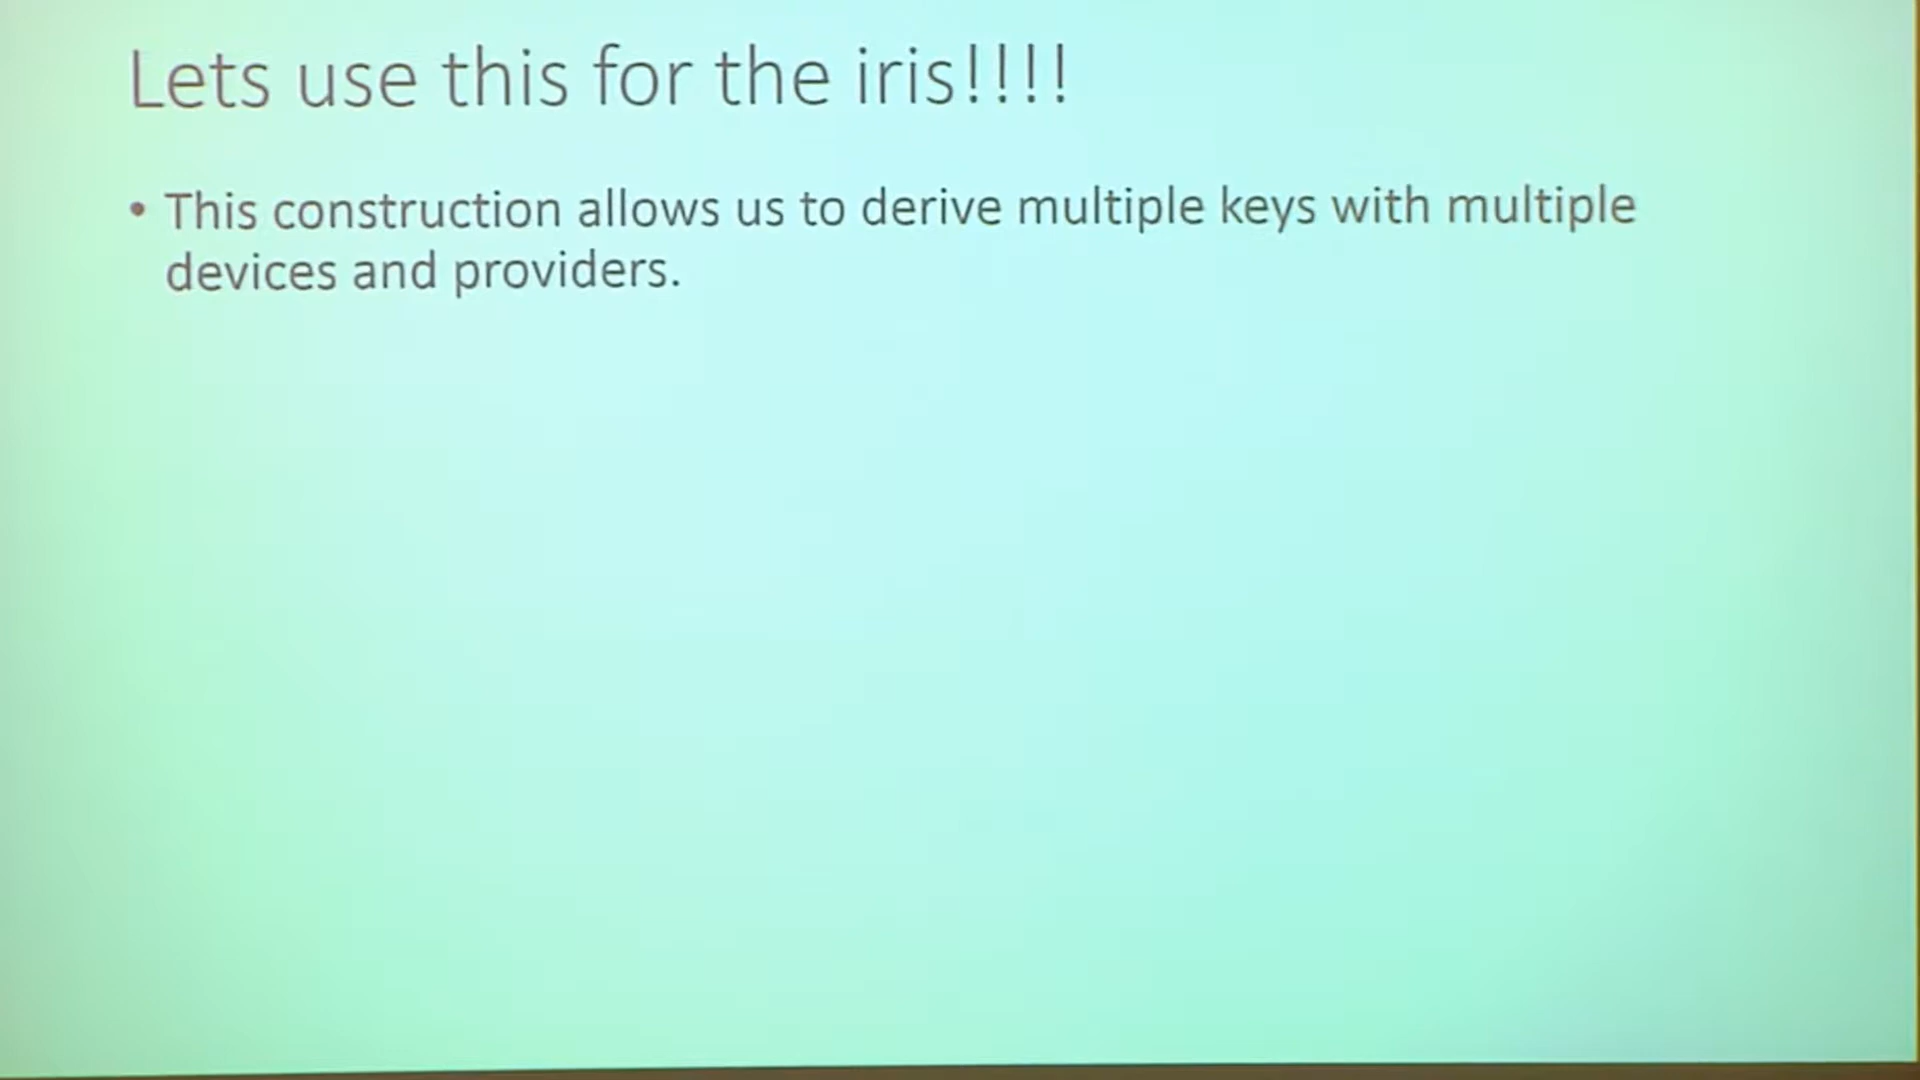 Lets use this for the iris!!!!
• This construction allows us to derive multiple keys with multiple
devices and providers.